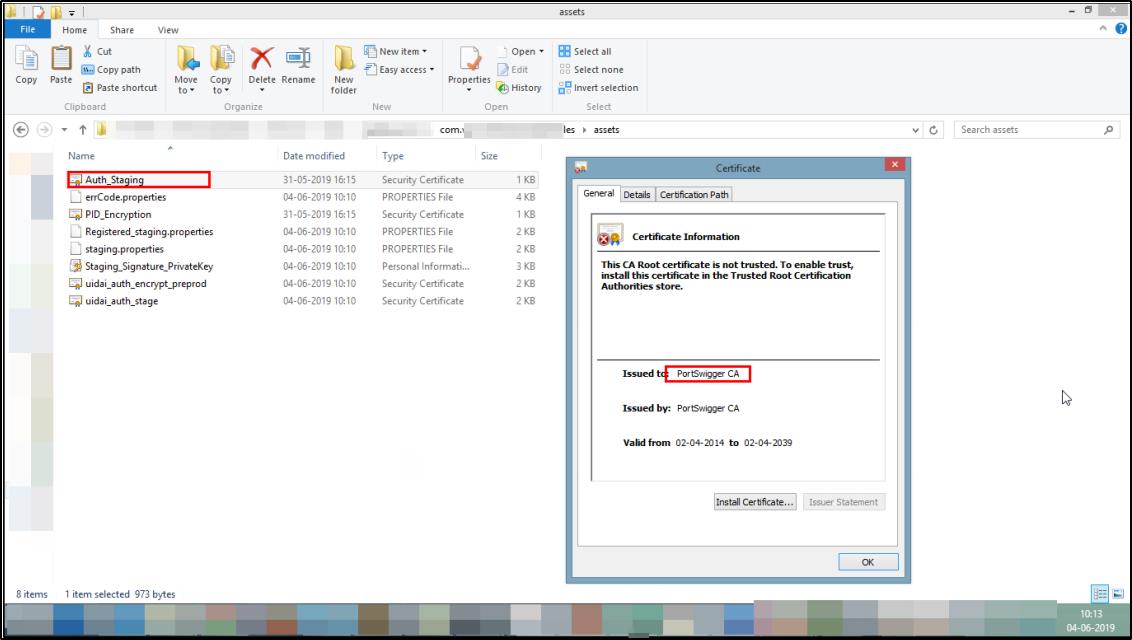 assets
File Home Share View
Cut
Copy path
Paste shortcut
Copy Paste
Clipboard
Move to Copy to Delete Rename
Organize
New item
Easy access
New folder
New
Open
Edit
History
Properties
Open
Select all
Select none
Invert selection
Select
com. les assets Search assets
Name Date modified Type Size
Auth_Staging 31-05-2019 16:15 Security Certificate 1 KB
errCode.properties 04-06-2019 10:10 PROPERTIES File 4 KB
PID_Encryption 31-05-2019 16:15 Security Certificate 1 KB
Registered_staging.properties 04-06-2019 10:10 PROPERTIES File 2 KB
staging.properties 04-06-2019 10:10 PROPERTIES File 2 KB
Staging_Signature_PrivateKey 04-06-2019 10:10 Personal Informati... 3 KB
uidai_auth_encrypt_preprod 04-06-2019 10:10 Security Certificate 2 KB
uidai_auth_stage 04-06-2019 10:10 Security Certificate 2 KB
Certificate
General Details Certification Path
Certificate Information
This CA Root certificate is not trusted. To enable trust,
install this certificate in the Trusted Root Certification
Authorities store.
Issued to: PortSwigger CA
Issued by: PortSwigger CA
Valid from 02-04-2014 to 02-04-2039
Install Certificate... Issuer Statement
OK
8 items 1 item selected 973 bytes
10:13
04-06-2019